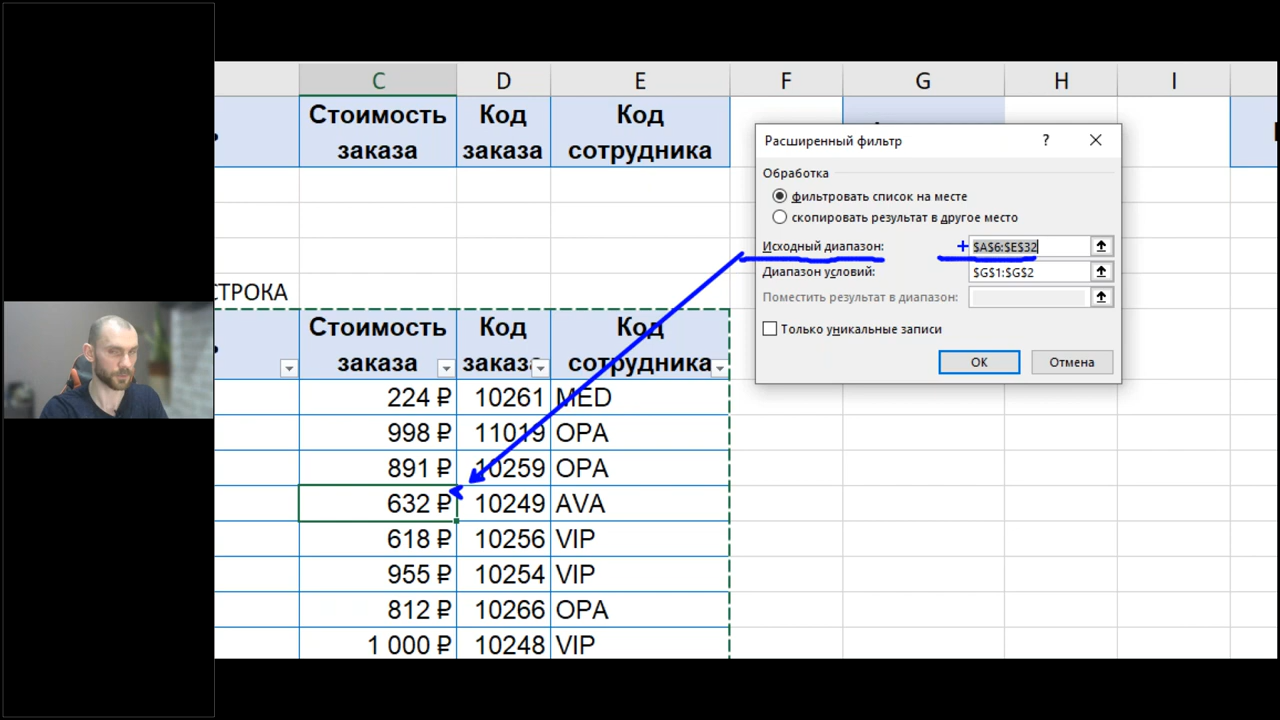 C D E F G H I
Стоимость заказа
Код заказа
Код сотрудника
Расширенный фильтр ?
Обработка
фильтровать список на месте
скопировать результат в другое место
Исходный диапазон: $A$6:$E$32
Диапазон условий: $G$1:$G$2
Поместить результат в диапазон:
Только уникальные записи
ОК Отмена
СТРОКА
Стоимость заказа
Код заказа
Код сотрудника
224 ₽ 10261 MED
998 ₽ 11019 OPA
891 ₽ 10259 OPA
632 ₽ 10249 AVA
618 ₽ 10256 VIP
955 ₽ 10254 VIP
812 ₽ 10266 OPA
1 000 ₽ 10248 VIP